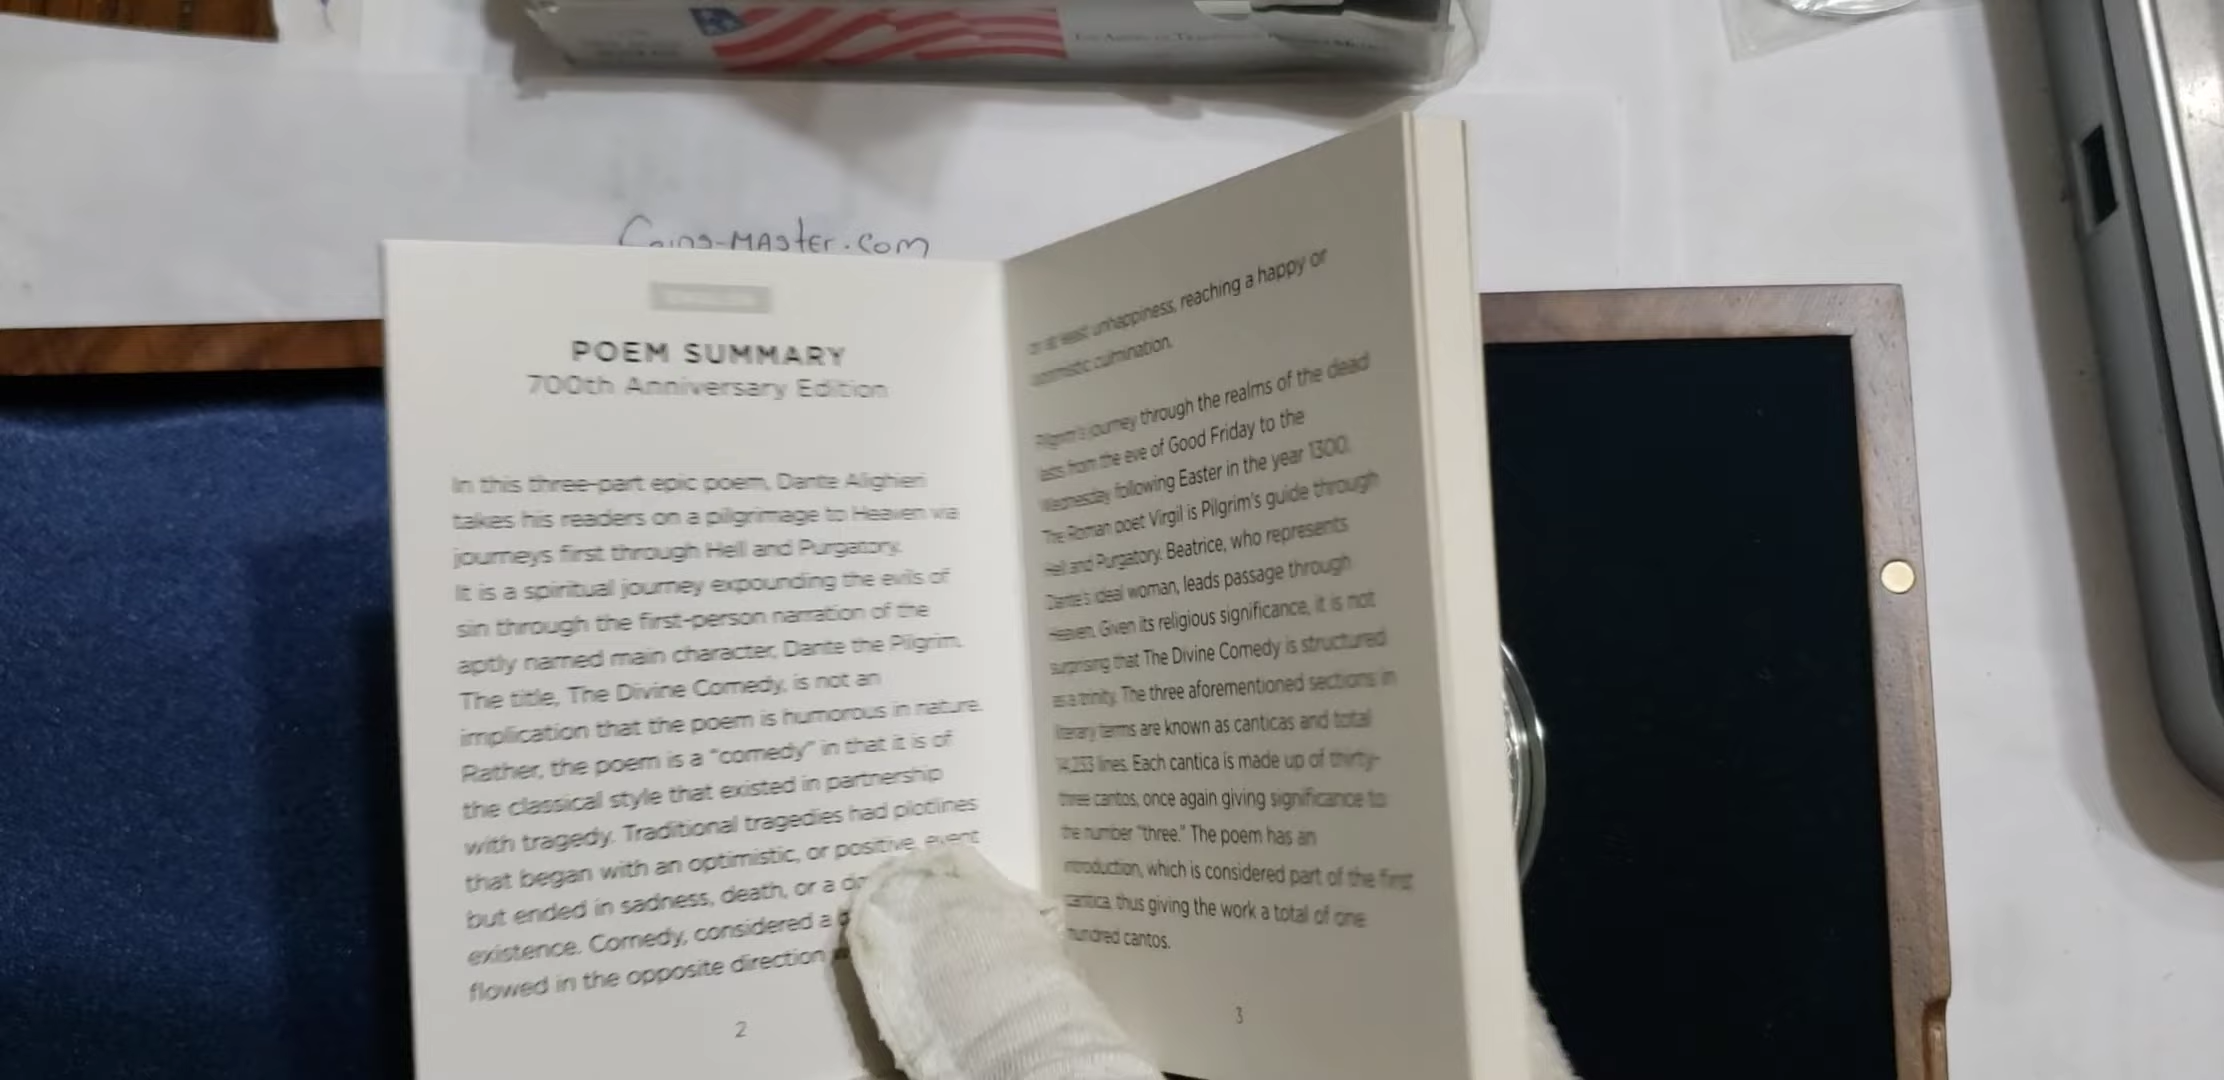 Coins-MASTER.com
POEM SUMMARY
700th Anniversary Edition
In this three-part epic poem, Dante Alighieri
takes his readers on a pilgrimage to Heaven via
journeys first through Hell and Purgatory.
It is a spiritual journey expounding the evils of
sin through the first-person narration of the
aptly named main character, Dante the Pilgrim.
The title, The Divine Comedy, is not an
implication that the poem is humorous in nature.
Rather, the poem is a "comedy" in that it is of
the classical style that existed in partnership
with tragedy. Traditional tragedies had plotlines
that began with an optimistic, or positive, event
but ended in sadness, death, or a
existence. Comedy, considered a
flowed in the opposite direction
2
or at least unhappiness, reaching a happy or
optimistic culmination.
Pilgrim's journey through the realms of the dead
lasts from the eve of Good Friday to the
Wednesday following Easter in the year 1300.
The Roman poet Virgil is Pilgrim's guide through
Hell and Purgatory. Beatrice, who represents
Dante's ideal woman, leads passage through
Heaven. Given its religious significance, it is not
surprising that The Divine Comedy is structured
as a trinity. The three aforementioned sections in
literary terms are known as canticas and total
14,233 lines. Each cantica is made up of thirty-
three cantos, once again giving significance to
the number "three." The poem has an
introduction, which is considered part of the first
cantica, thus giving the work a total of one
hundred cantos.
3